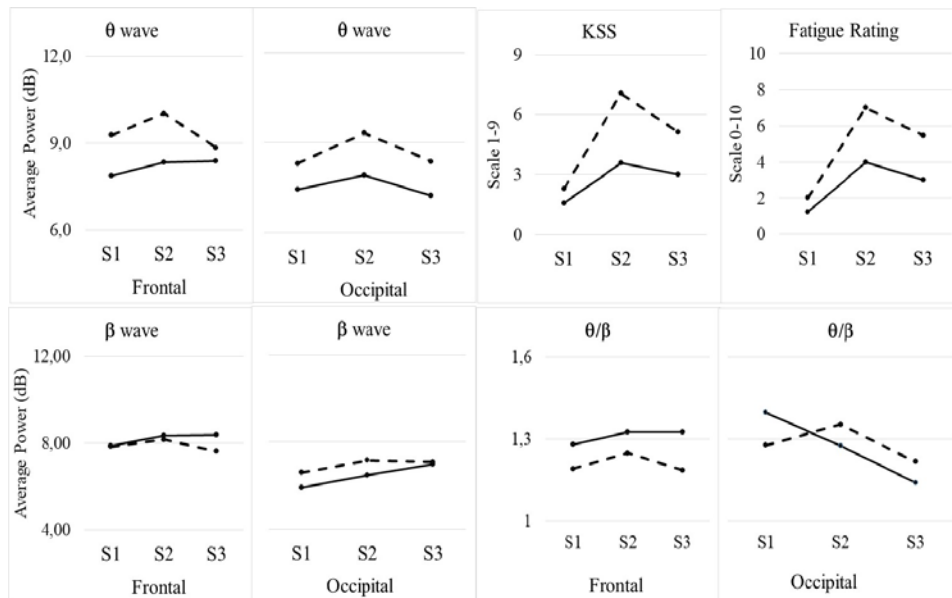 θ wave
12,0
9,0
6,0
Average Power (dB)
S1 S2 S3
Frontal
θ wave
S1 S2 S3
Occipital
KSS
9
6
3
0
Scale 1-9
S1 S2 S3
Fatigue Rating
10
8
6
4
2
0
Scale 0-10
S1 S2 S3
β wave
12,00
8,00
4,00
Average Power (dB)
S1 S2 S3
Frontal
β wave
S1 S2 S3
Occipital
θ/β
1,6
1,3
1
S1 S2 S3
Frontal
θ/β
S1 S2 S3
Occipital